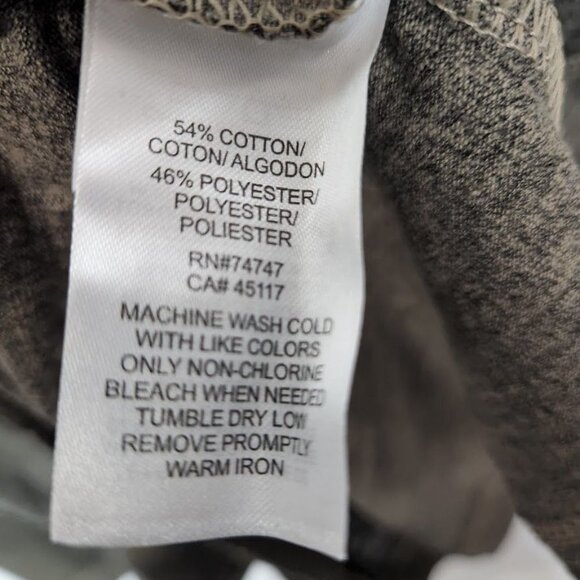 54% COTTON/
COTON/ALGODON
46% POLYESTER/
POLYESTER/
POLIESTER
RN#74747
CA# 45117
MACHINE WASH COLD
WITH LIKE COLORS
ONLY NON-CHLORINE
BLEACH WHEN NEEDED
TUMBLE DRY LOW
REMOVE PROMPTLY
WARM IRON